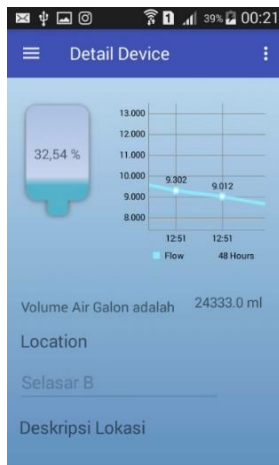 39% 00:21
Detail Device
32,54 %
13.000
12.000
11.000
10.000
9.000
8.000
9.302
9.012
12:51 12:51
Flow 48 Hours
Volume Air Galon adalah 24333.0 ml
Location
Selasar B
Deskripsi Lokasi